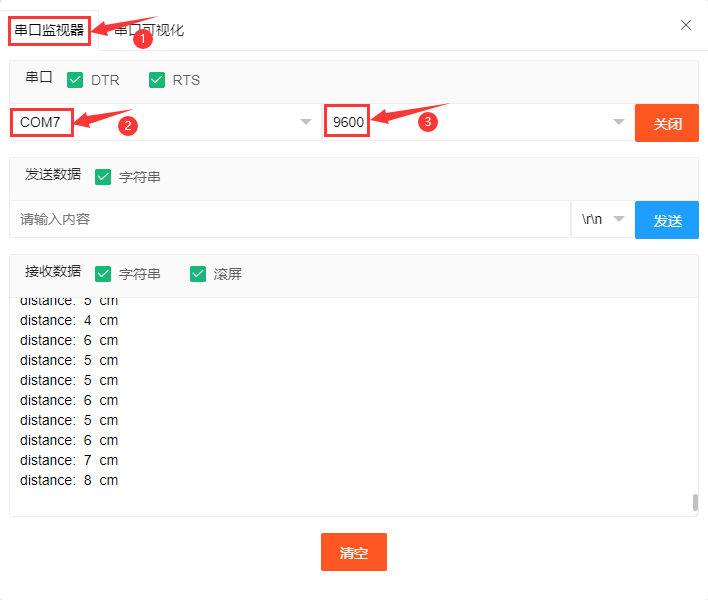 串口监视器 串口可视化
1
串口 DTR RTS
COM7 9600 关闭
2 3
发送数据 字符串
请输入内容 \r\n 发送
接收数据 字符串 滚屏
distance: 5 cm
distance: 4 cm
distance: 6 cm
distance: 5 cm
distance: 5 cm
distance: 6 cm
distance: 5 cm
distance: 6 cm
distance: 7 cm
distance: 8 cm
清空